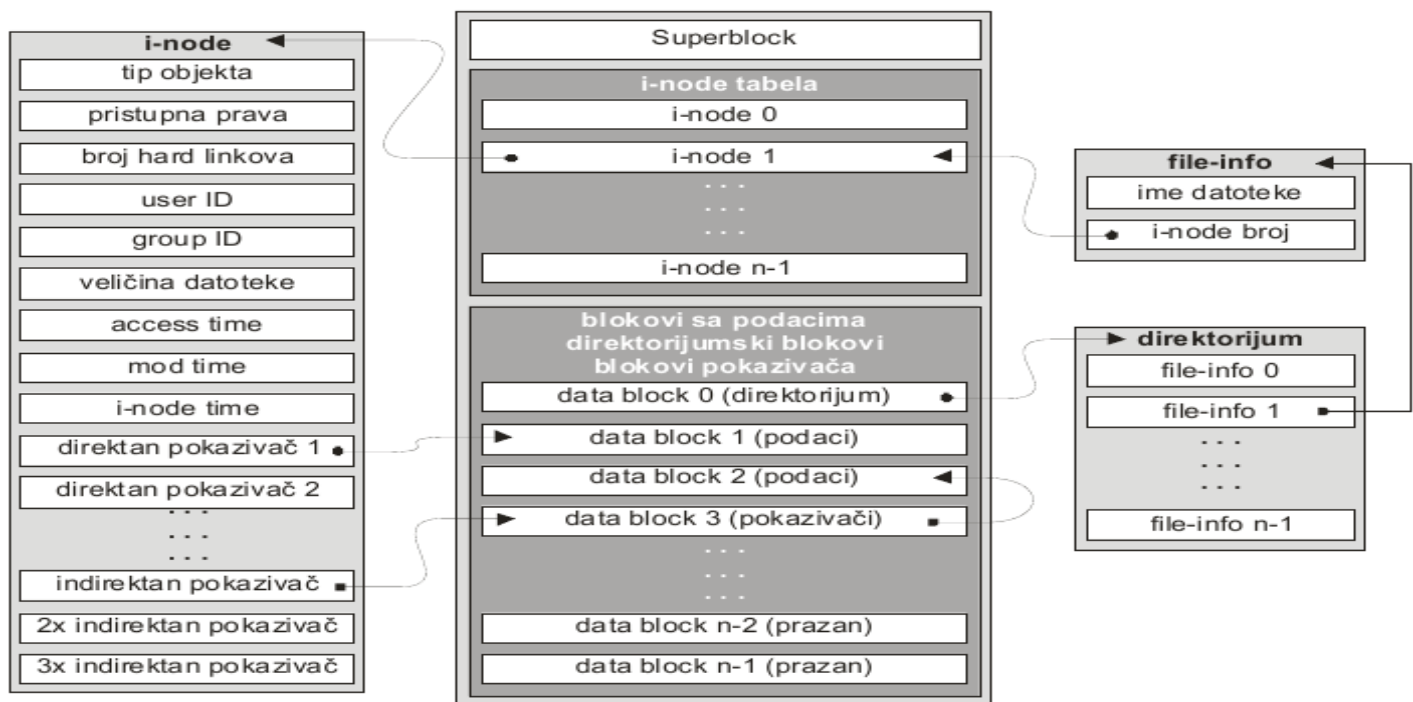 i-node
tip objekta
pristupna prava
broj hard linkova
user ID
group ID
veličina datoteke
access time
mod time
i-node time
direktan pokazivač 1
direktan pokazivač 2
. . .
. . .
. . .
indirektan pokazivač
2x indirektan pokazivač
3x indirektan pokazivač
Superblock
i-node tabela
i-node 0
i-node 1
. . .
. . .
. . .
i-node n-1
blokovi sa podacima
direktorijumski blokovi
blokovi pokazivača
data block 0 (direktorijum)
data block 1 (podaci)
data block 2 (podaci)
data block 3 (pokazivači)
. . .
. . .
. . .
data block n-2 (prazan)
data block n-1 (prazan)
file-info
ime datoteke
i-node broj
direktorijum
file-info 0
file-info 1
. . .
. . .
. . .
file-info n-1